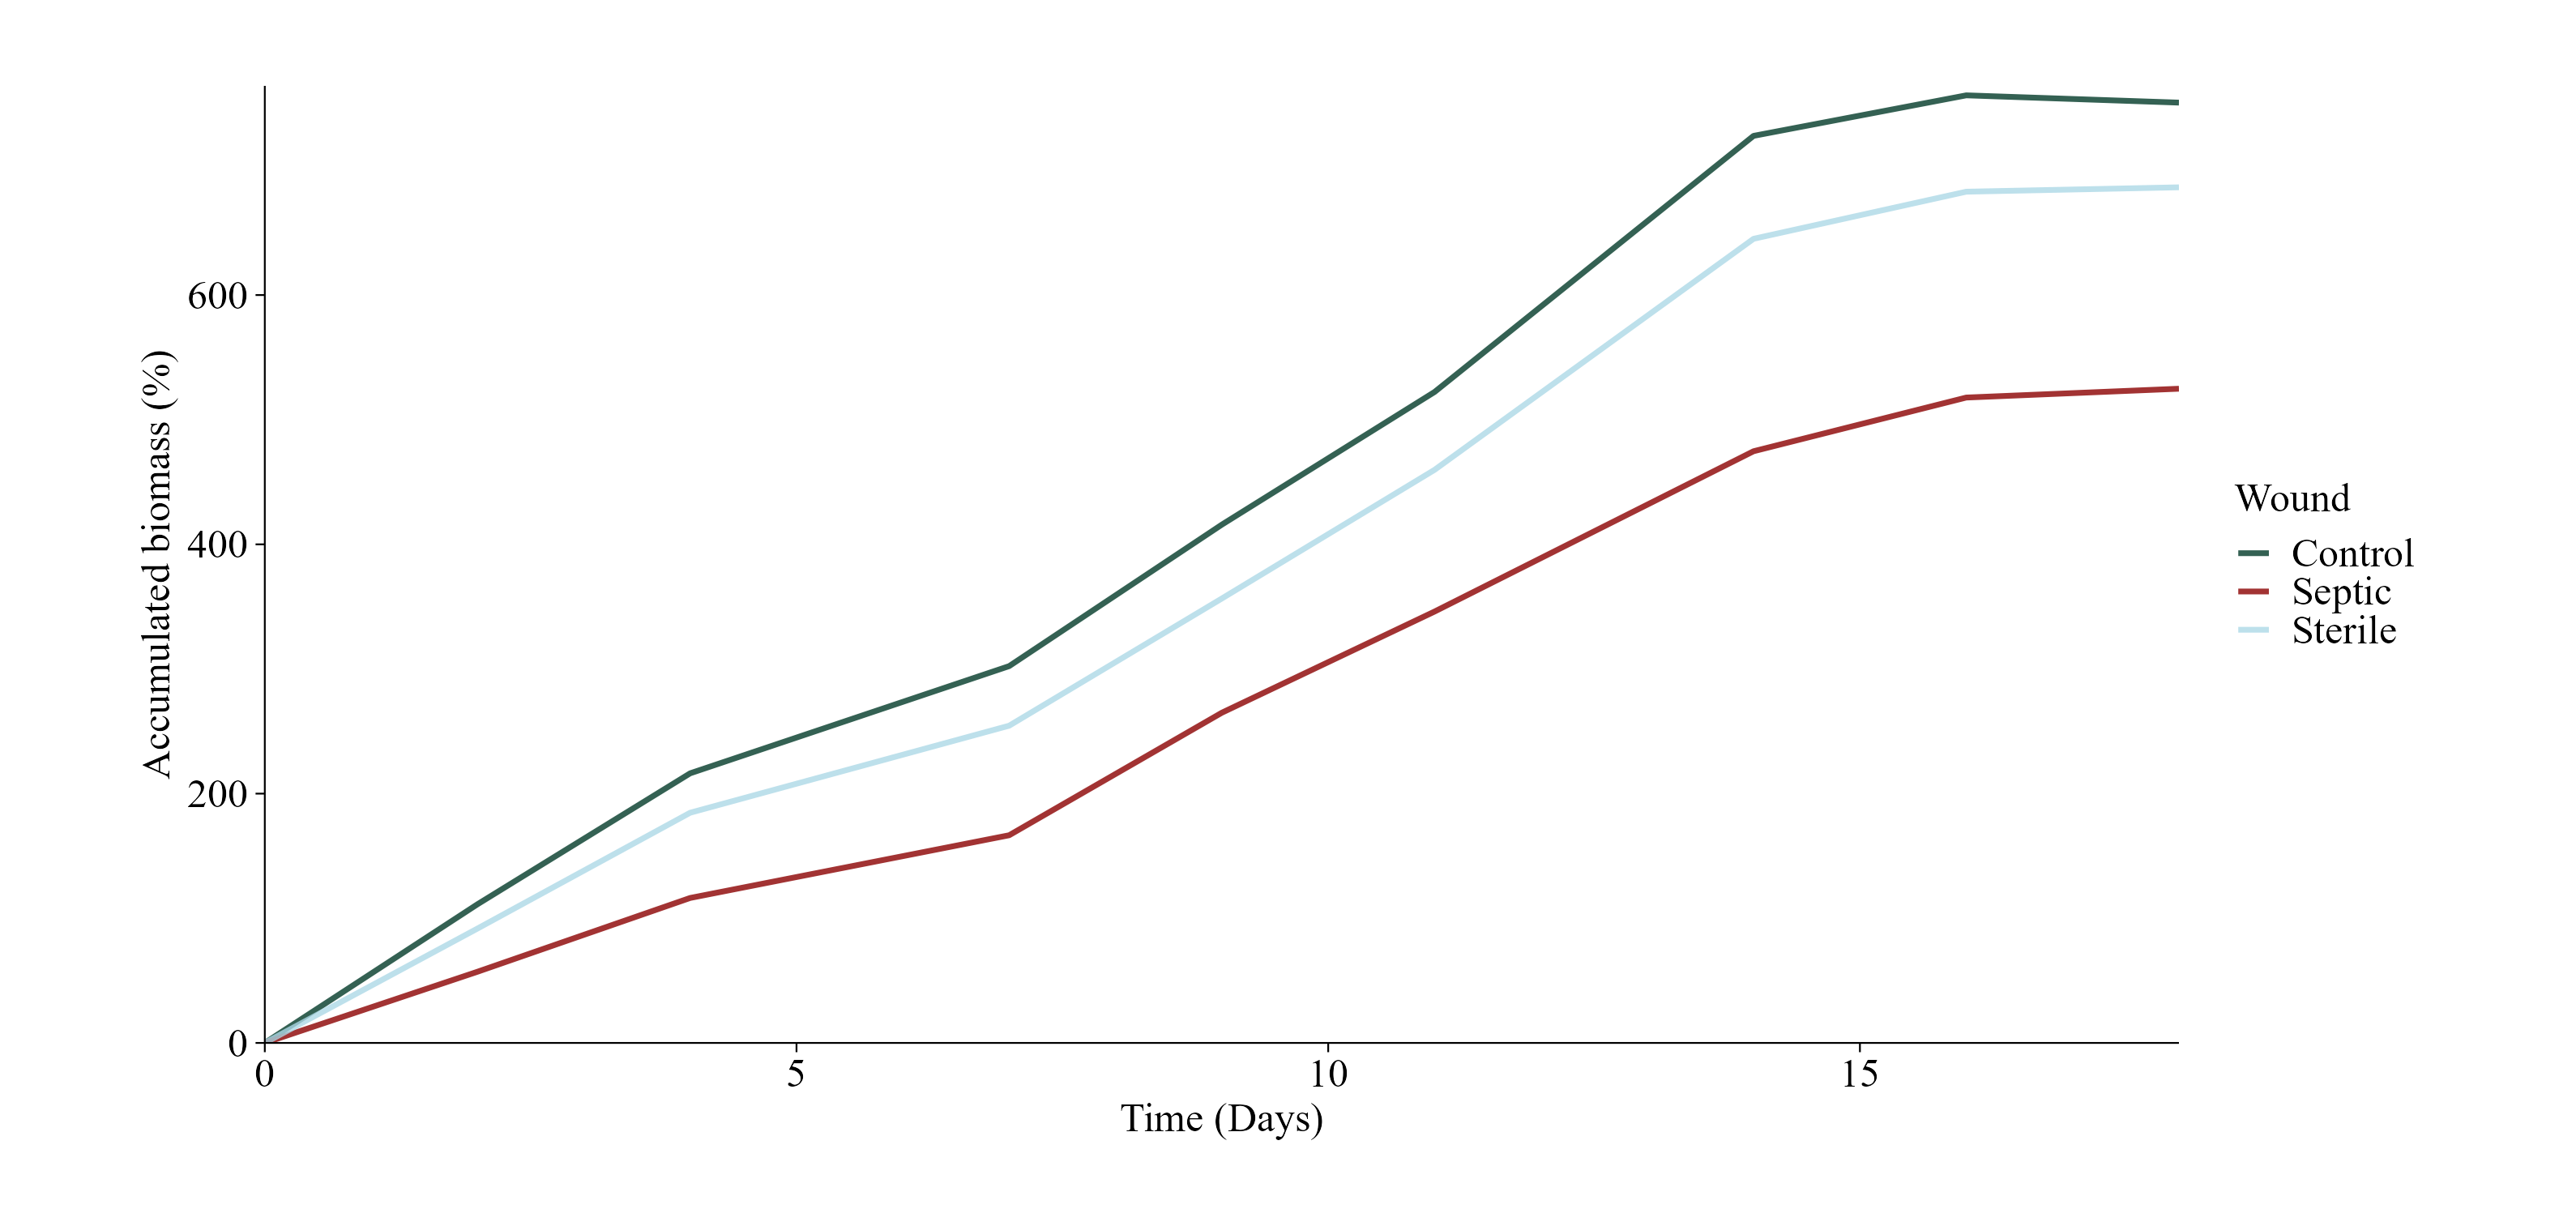 Accumulated biomass (%)
600
400
200
0
0 5 10 15
Time (Days)
Wound
Control
Septic
Sterile